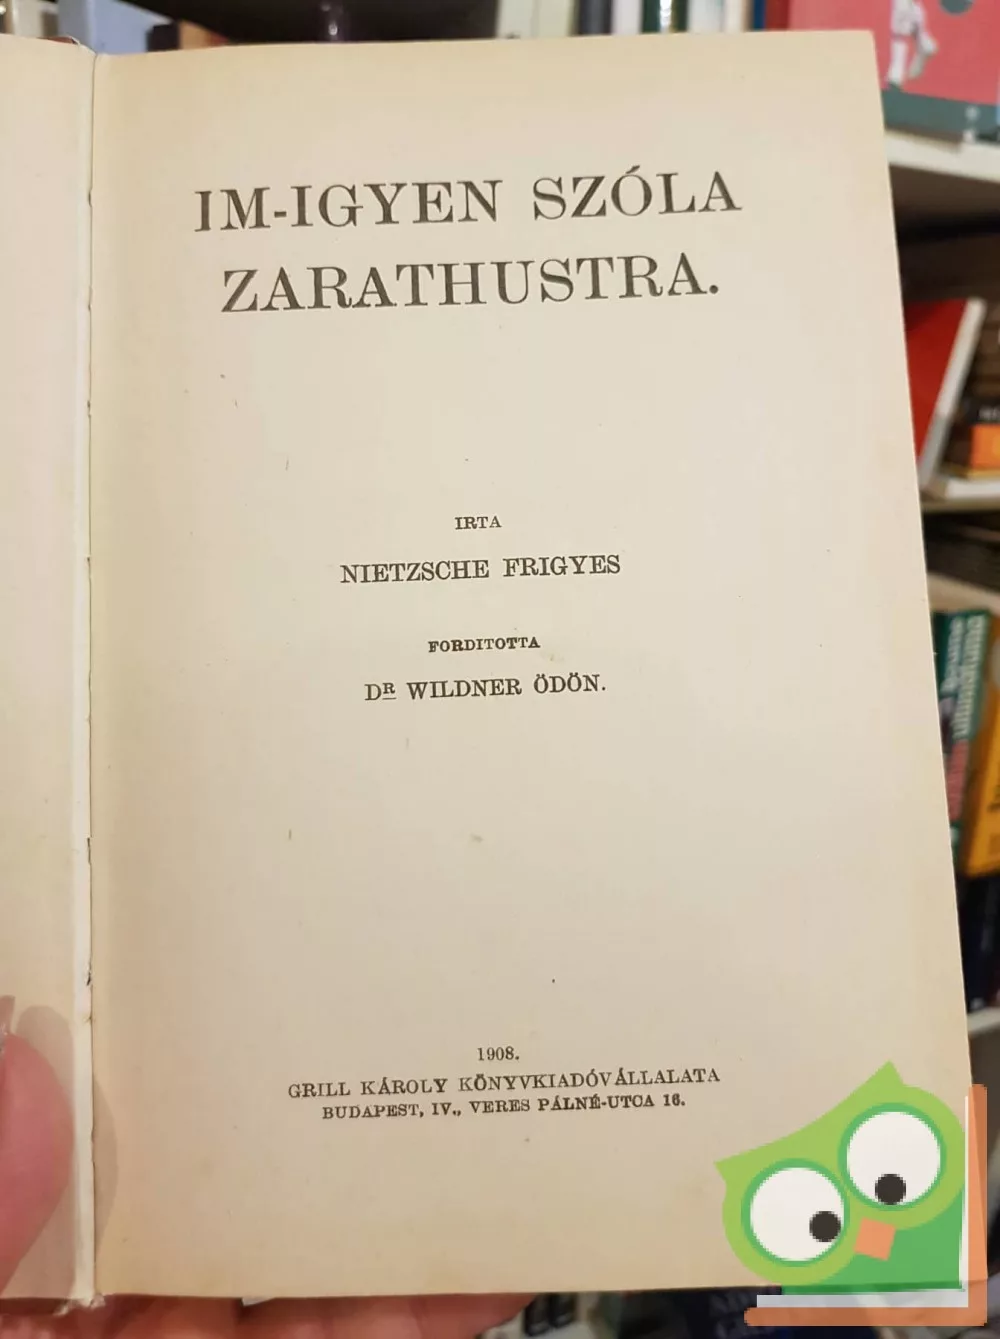 IM-IGYEN SZÓLA
ZARATHUSTRA.
IRTA
NIETZSCHE FRIGYES
FORDITOTTA
DR WILDNER ÖDÖN.
1908.
GRILL KÁROLY KÖNYVKIADÓVÁLLALATA
BUDAPEST, IV., VERES PÁLNÉ-UTCA 16.